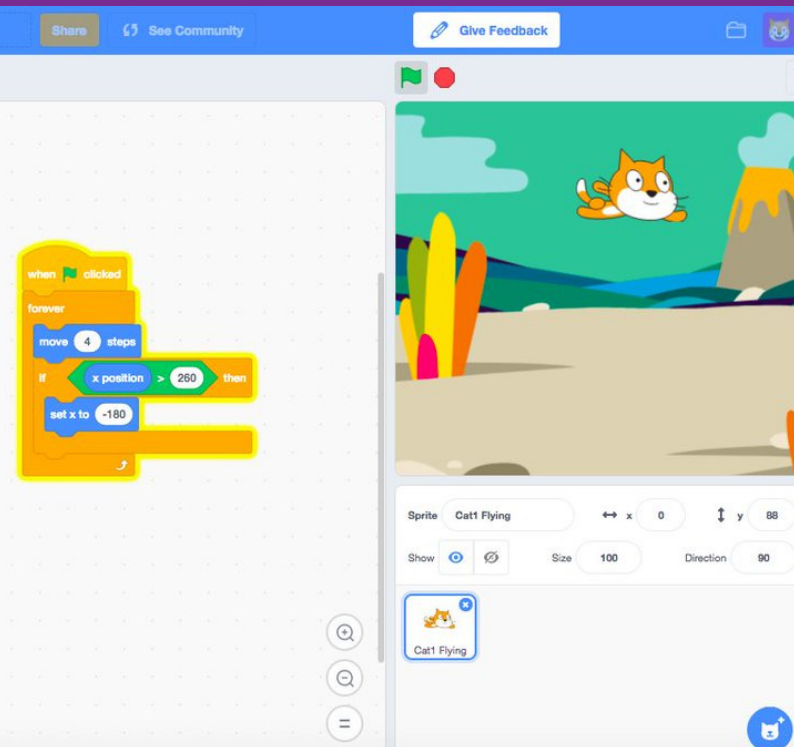 Share See Community Give Feedback
when clicked
forever
move 4 steps
if x position > 260 then
set x to -180
Sprite Cat1 Flying x 0 y 88
Show Size 100 Direction 90
Cat1 Flying